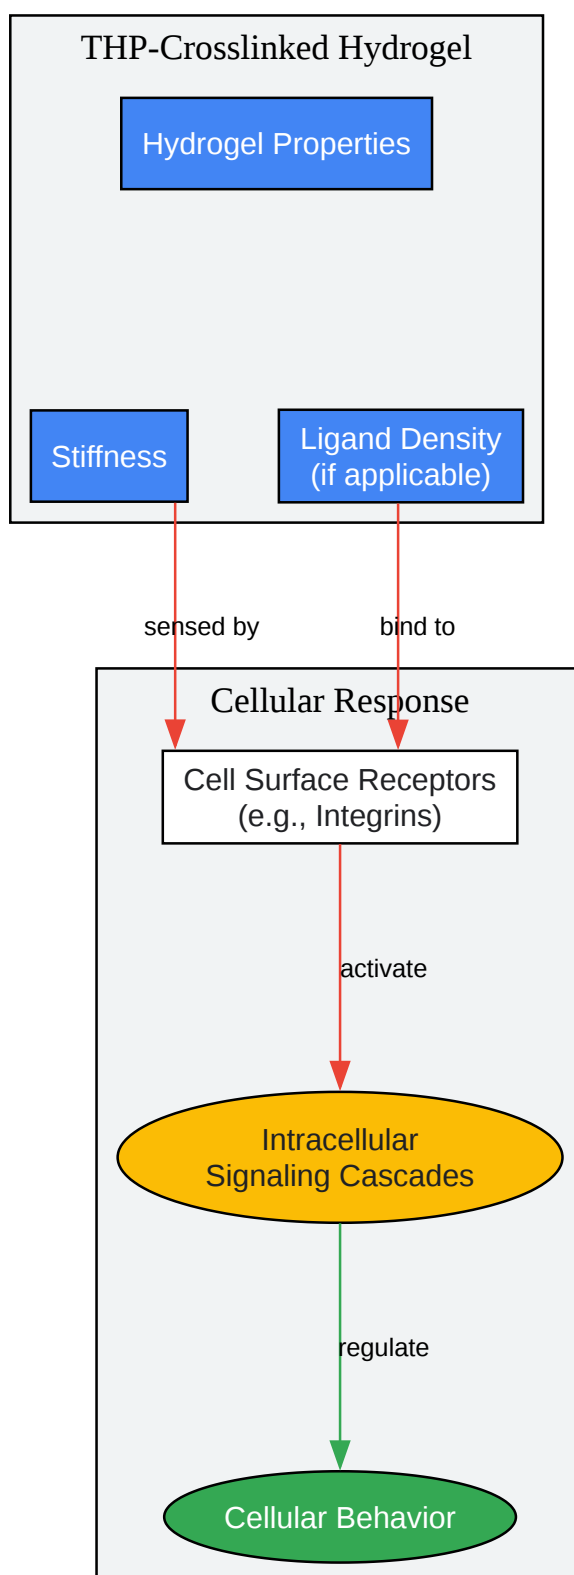 THP-Crosslinked Hydrogel
Hydrogel Properties
Stiffness
Ligand Density
(if applicable)
sensed by
bind to
Cellular Response
Cell Surface Receptors
(e.g., Integrins)
activate
Intracellular
Signaling Cascades
regulate
Cellular Behavior